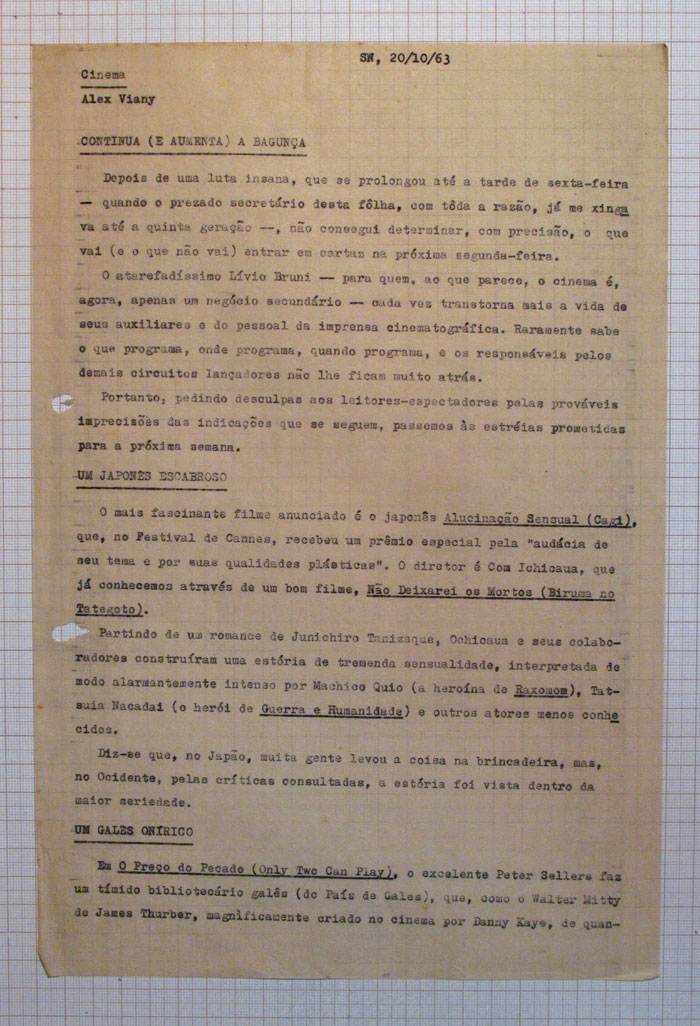 SN, 20/10/63
Cinema
Alex Viany
CONTINUA (E AUMENTA) A BAGUNÇA
Depois de uma luta insana, que se prolongou até a tarde de sexta-feira
— quando o prezado secretário desta fôlha, com tôda a razão, já me xinga
va até a quinta geração --, não consegui determinar, com precisão, o que
vai (e o que não vai) entrar em cartaz na próxima segunda-feira.
O atarefadíssimo Lívio Bruni — para quem, ao que parece, o cinema é,
agora, apenas um negócio secundário — cada vez transtorna mais a vida de
seus auxiliares e do pessoal da imprensa cinematográfica. Raramente sabe
o que programa, onde programa, quando programa, e os responsáveis pelos
demais circuitos lançadores não lhe ficam muito atrás.
Portanto, pedindo desculpas aos leitores-espectadores pelas prováveis
imprecisões das indicações que se seguem, passemos às estréias prometidas
para a próxima semana.
UM JAPONÊS ESCABROSO
O mais fascinante filme anunciado é o japonês Alucinação Sensual (Cagi),
que, no Festival de Cannes, recebeu um prêmio especial pela "audácia de
seu tema e por suas qualidades plásticas". O diretor é Com Ichicaua, que
já conhecemos através de um bom filme, Não Deixarei os Mortos (Biruma no
Tategoto).
Partindo de um romance de Junichiro Tanizaque, Ochicaua e seus colabo-
radores construíram uma estória de tremenda sensualidade, interpretada de
modo alarmantemente intenso por Machico Quio (a heroína de Raxomom), Tat-
suia Nacadai (o herói de Guerra e Humanidade) e outros atores menos conhe
cidos.
Diz-se que, no Japão, muita gente levou a coisa na brincadeira, mas,
no Ocidente, pelas críticas consultadas, a estória foi vista dentro da
maior seriedade.
UM GALÊS ONÍRICO
Em O Preço do Pecado (Only Two Can Play), o excelente Peter Sellers faz
um tímido bibliotecário galês (do País de Gales), que, como o Walter Mitty
de James Thurber, magnìficamente criado no cinema por Danny Kaye, de quan-